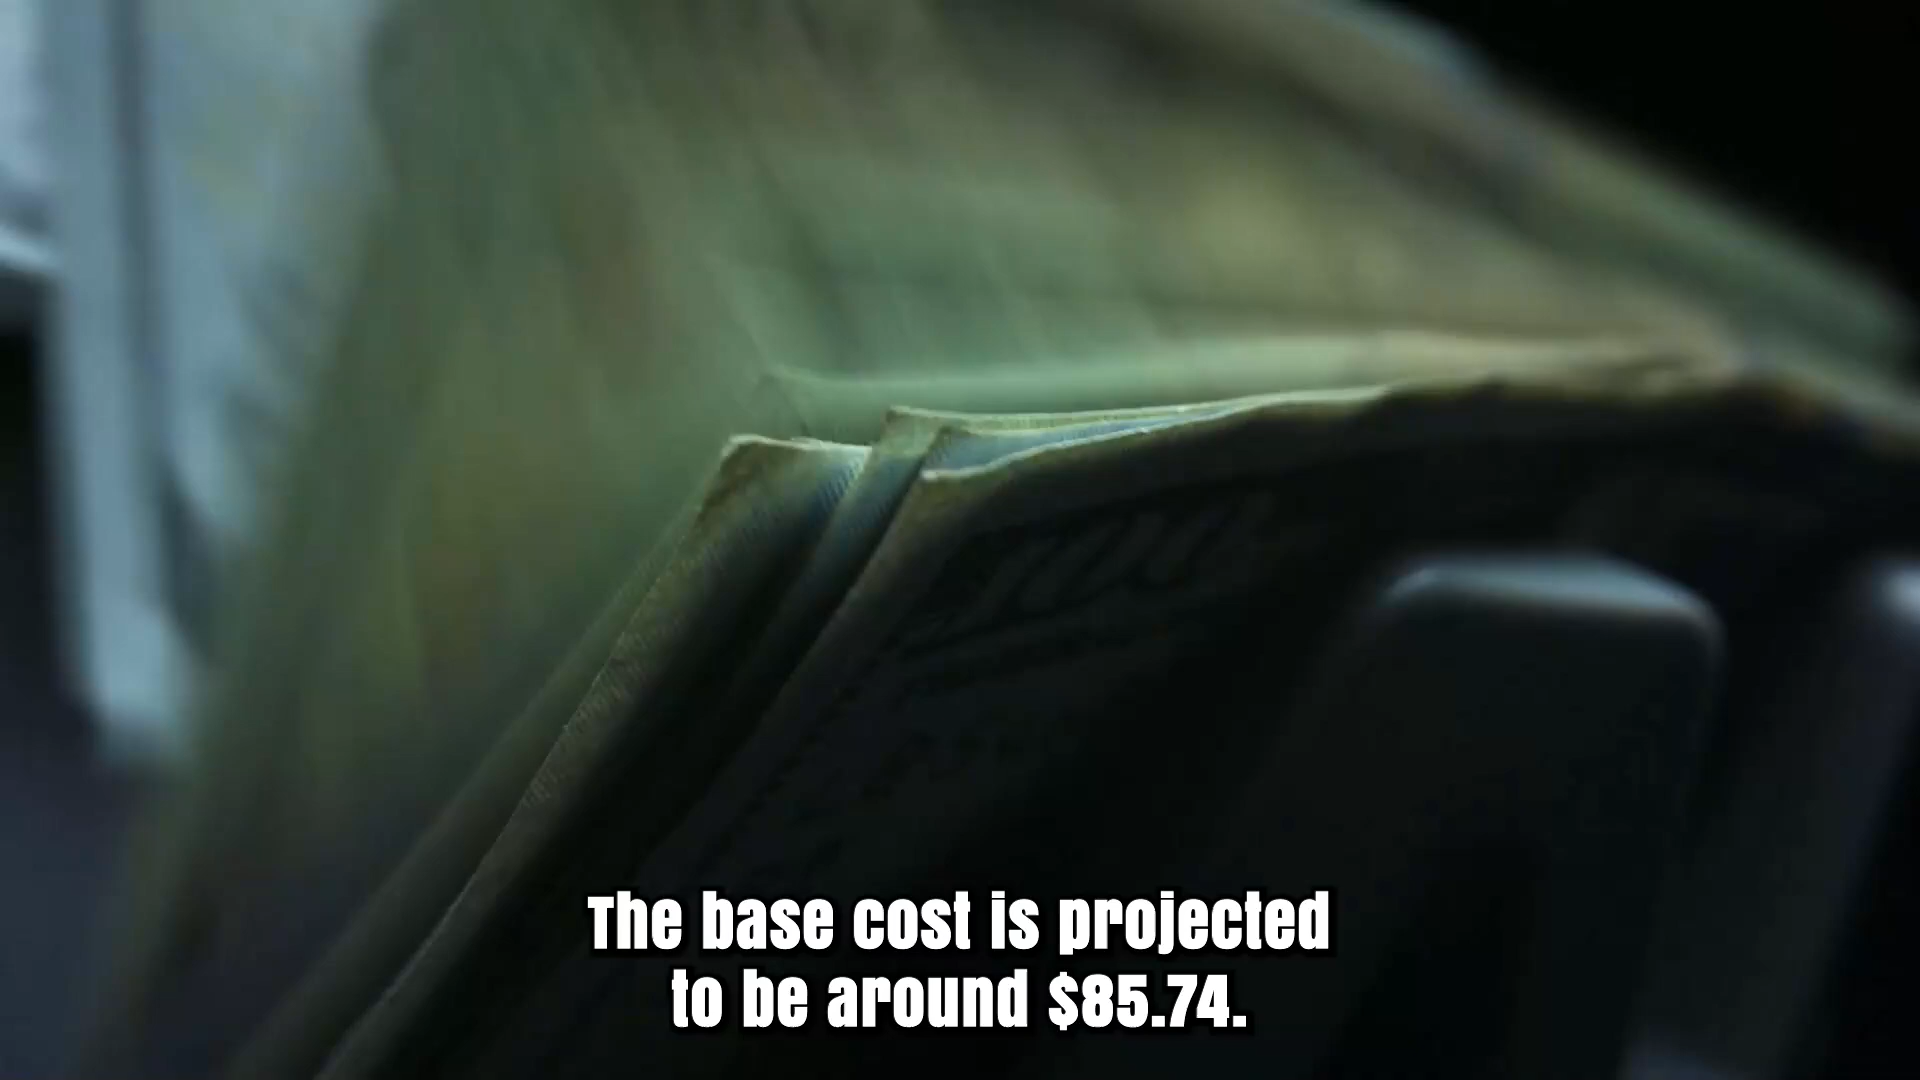 The base cost is projected
to be around $85.74.